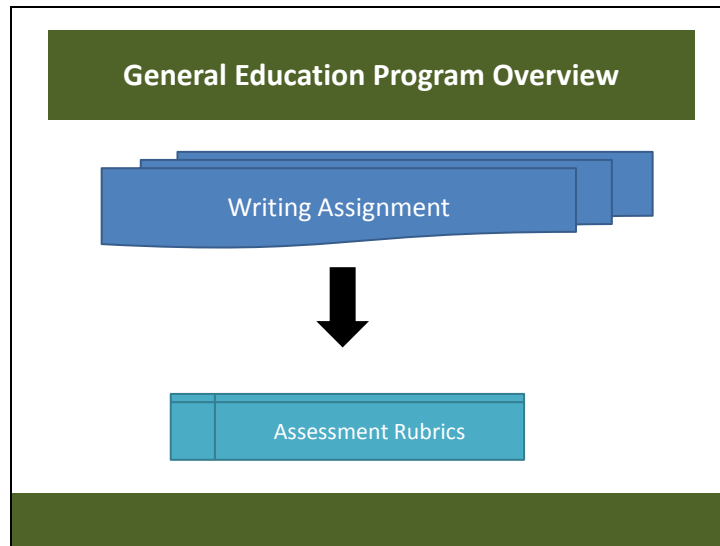 General Education Program Overview
Writing Assignment
Assessment Rubrics